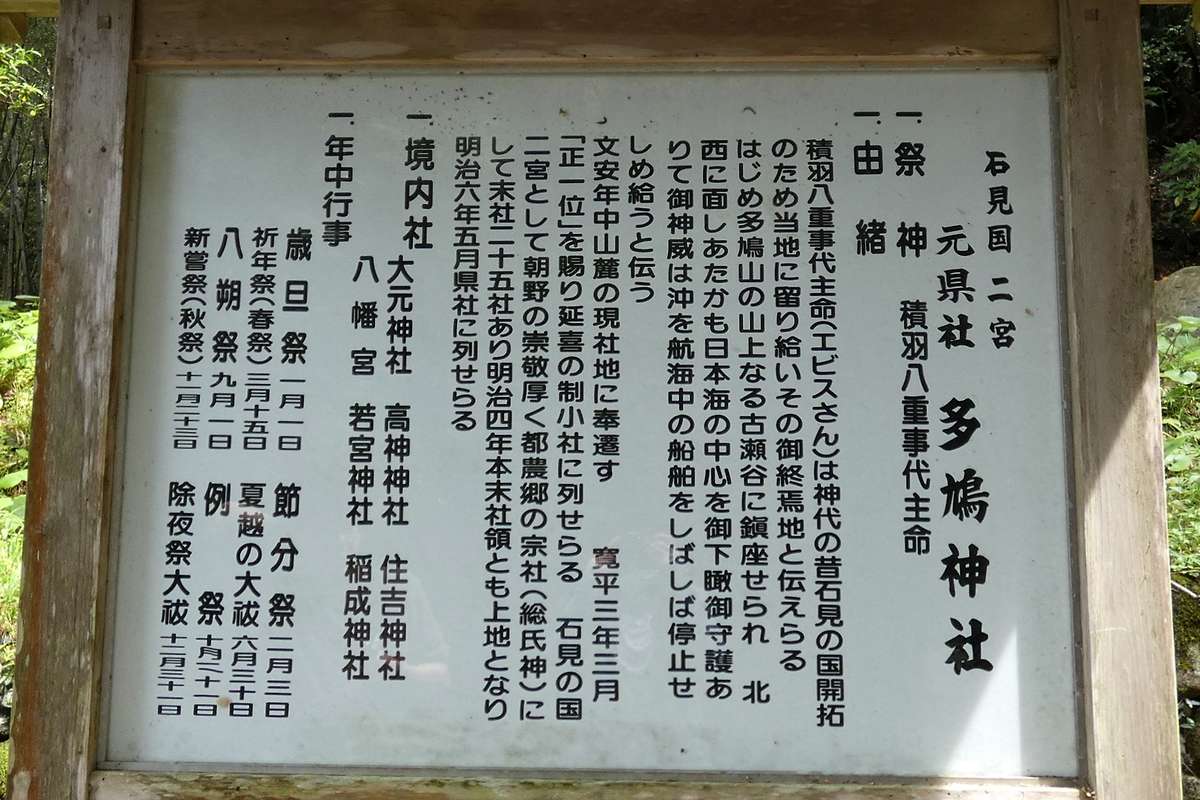 石見国二宮
元県社 多鳩神社
一.祭神 積羽八重事代主命
一.由緒
積羽八重事代主命(エビスさん)は神代の昔石見の国開拓
のため当地に留り給いその御終焉地と伝えらる
はじめ多鳩山の山上なる古瀬谷に鎭座せられ 北
西に面しあたかも日本海の中心を御下瞰御守護あ
りて御神威は沖を航海中の船舶をしばしば停止せ
しめ給うと伝う
文安年中山麓の現社地に奉遷す 寛平三年三月
「正一位」を賜り延喜の制小社に列せらる 石見の国
二宮として朝野の崇敬厚く都農郷の宗社(総氏神)に
して末社二十五社あり明治四年本末社領とも上地となり
明治六年五月県社に列せらる
一.境内社
大元神社 高神神社 住吉神社
八幡宮 若宮神社 稲成神社
一.年中行事
歳旦祭 一月一日 節分祭 二月三日
祈年祭(春祭) 三月十五日 夏越の大祓 六月三十日
八朔祭 九月一日 例祭 十月二十一日
新嘗祭(秋祭) 十一月二十三日 除夜祭大祓 十二月三十一日